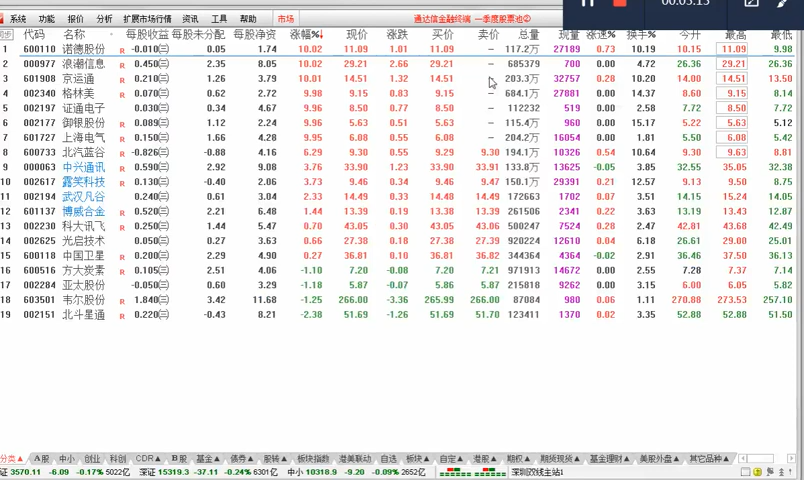 00:03:13
系统 功能 报价 分析 扩展市场行情 资讯 工具 帮助 市场 通达信金融终端 一季度股票池②
同步 代码 名称 每股收益 每股未分配 每股净资 涨幅%↓ 现价 涨跌 买价 卖价 总量 现量 涨速% 换手% 今开 最高 最低
1 600110 诺德股份 R -0.010㈢ 0.05 1.74 10.02 11.09 1.01 11.09 – 117.2万 27189 0.73 10.19 10.15 11.09 9.98
2 000977 浪潮信息 R 0.450㈢ 2.35 8.05 10.02 29.21 2.66 29.21 – 685379 700 0.00 4.72 26.36 29.21 26.36
3 601908 京运通 R 0.210㈢ 1.26 3.79 10.01 14.51 1.32 14.51 203.3万 32757 0.28 10.20 14.00 14.51 13.50
4 002340 格林美 R 0.070㈢ 0.62 2.72 9.98 9.15 0.83 9.15 – 684.1万 27881 0.00 14.37 8.60 9.15 8.14
5 002197 证通电子 0.030㈢ 0.34 4.67 9.96 8.50 0.77 8.50 – 112232 519 0.00 2.58 7.72 8.50 7.72
6 002177 御银股份 0.089㈢ 1.12 2.24 9.96 5.63 0.51 5.63 – 115.4万 960 0.00 15.17 5.22 5.63 5.12
7 601727 上海电气 R 0.150㈢ 1.66 4.28 9.95 6.08 0.55 6.08 – 204.2万 16054 0.00 1.81 5.50 6.08 5.42
8 600733 北汽蓝谷 R -0.826㈢ -0.88 4.16 6.29 9.30 0.55 9.29 9.30 194.1万 10326 0.54 10.64 9.30 9.63 8.81
9 000063 中兴通讯 R 0.590㈢ 2.92 9.08 3.76 33.90 1.23 33.90 33.91 133.8万 13625 -0.05 3.85 32.55 35.05 32.38
10 002617 露笑科技 R 0.130㈢ -0.40 2.06 3.73 9.46 0.34 9.46 9.47 150.1万 29391 0.21 12.57 9.13 9.50 8.75
11 002194 武汉凡谷 0.240㈢ 0.61 3.04 2.33 14.49 0.33 14.48 14.49 172663 1702 0.07 3.51 14.15 15.24 14.05
12 601137 博威合金 R 0.520㈢ 2.21 6.48 1.44 13.39 0.19 13.38 13.39 261506 2341 0.22 3.63 13.19 13.43 12.87
13 002230 科大讯飞 R 0.250㈢ 1.44 5.47 0.70 43.05 0.30 43.05 43.06 500247 7524 0.28 2.47 42.81 43.68 42.49
14 002625 光启技术 0.050㈢ 0.27 3.63 0.66 27.38 0.18 27.38 27.39 920224 12610 0.04 6.18 26.61 29.00 25.01
15 600118 中国卫星 R 0.200㈢ 2.29 4.90 0.27 36.81 0.10 36.81 36.82 344364 4364 -0.02 2.91 36.46 37.50 36.13
16 600516 方大炭素 R 0.105㈢ 2.51 4.06 -1.10 7.20 -0.08 7.20 7.21 971913 14672 0.00 2.55 7.28 7.37 7.14
17 002284 亚太股份 -0.050㈢ 0.60 3.29 -1.18 5.87 -0.07 5.86 5.87 218818 9262 0.00 3.15 6.00 6.05 5.82
18 603501 韦尔股份 R 1.840㈢ 3.42 11.68 -1.25 266.00 -3.36 265.99 266.00 87084 980 0.06 1.11 270.88 273.53 257.10
19 002151 北斗星通 R 0.220㈢ -0.43 8.21 -2.38 51.69 -1.26 51.69 51.70 123411 1370 0.02 3.35 52.88 52.88 51.50
分类▲ A股 中小 创业 科创 CDR▲ B股 基金▲ 债券▲ 股转▲ 板块指数 港美联动 自选 板块▲ 自定▲ 港股▲ 期权▲ 期货现货▲ 基金理财▲ 美股外盘▲ 其它品种▲
证 3570.11 -6.09 -0.17% 5022亿 深证 15319.3 -37.11 -0.24% 6301亿 中小 10318.9 -9.20 -0.09% 2652亿 深圳双线主站1